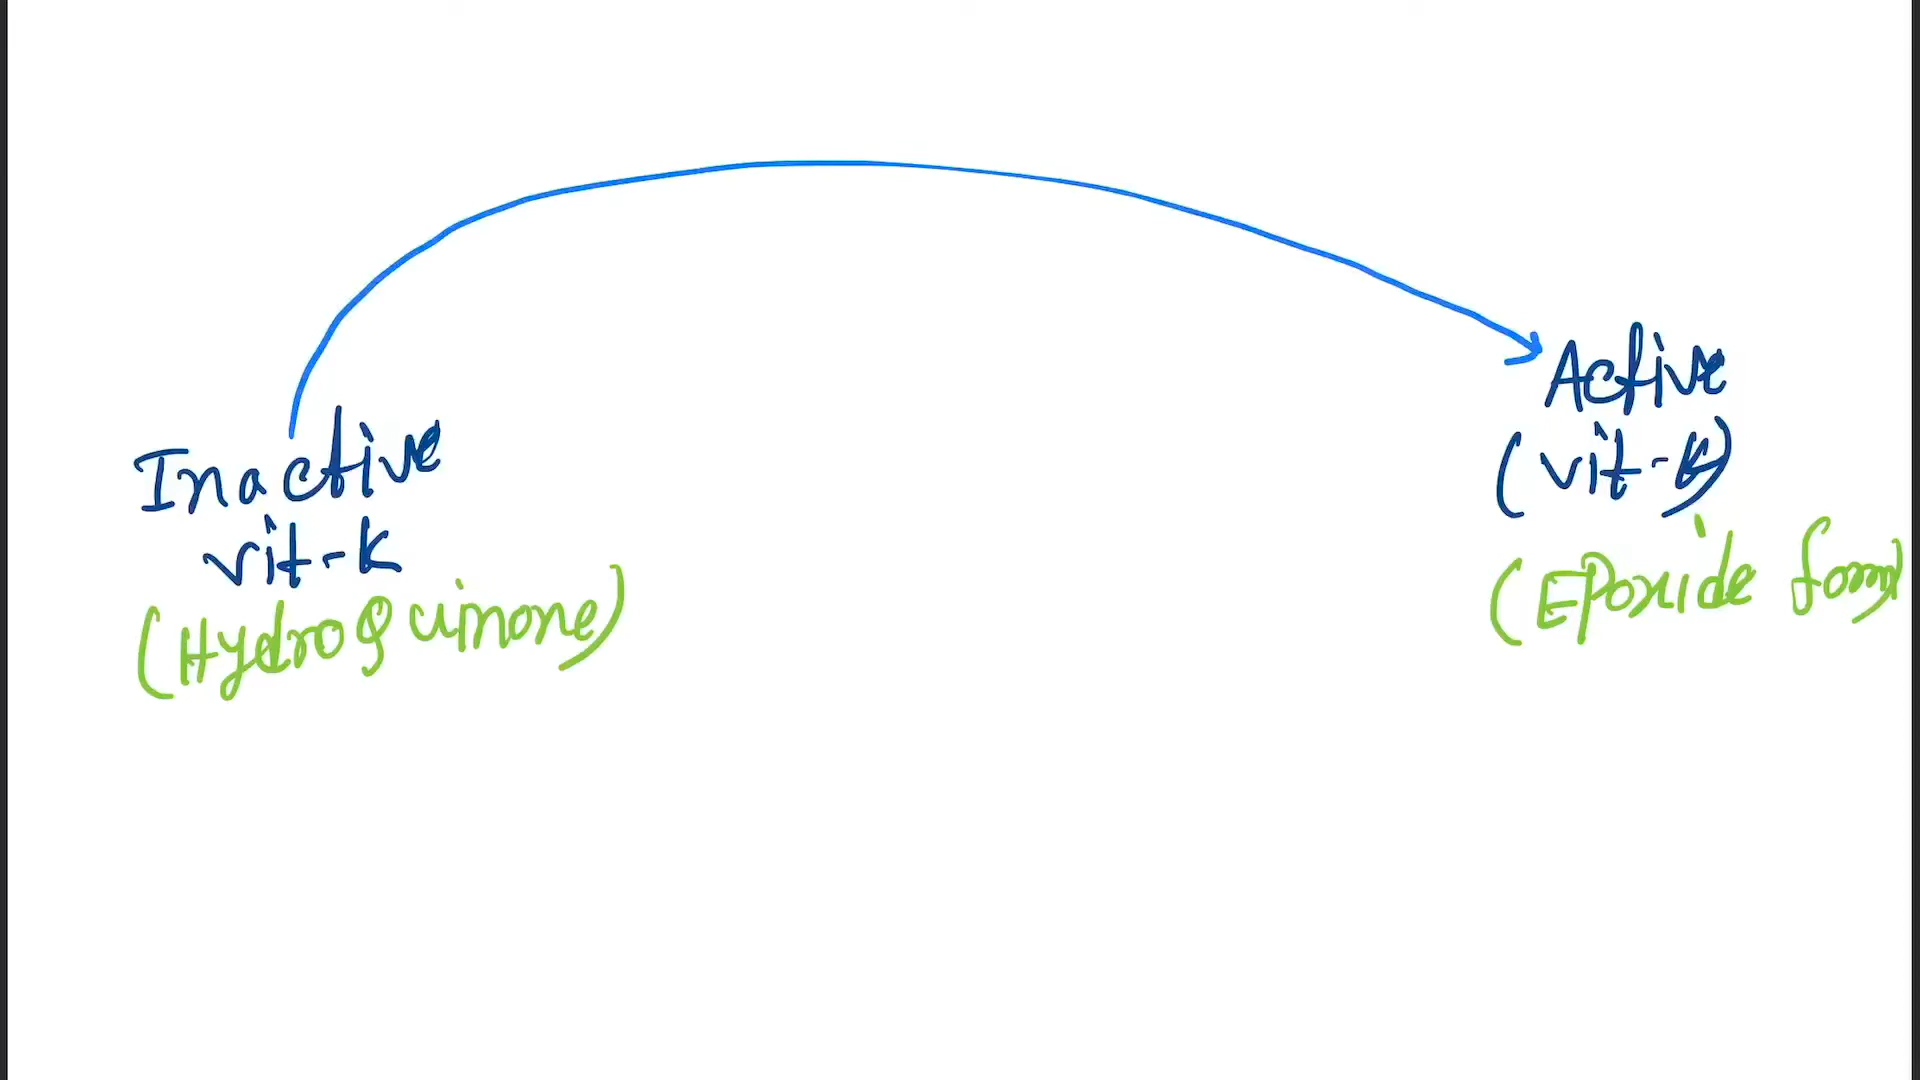 Inactive
vit-k
(HydroQuinone)
Active
(vit-k)
(Epoxide form)